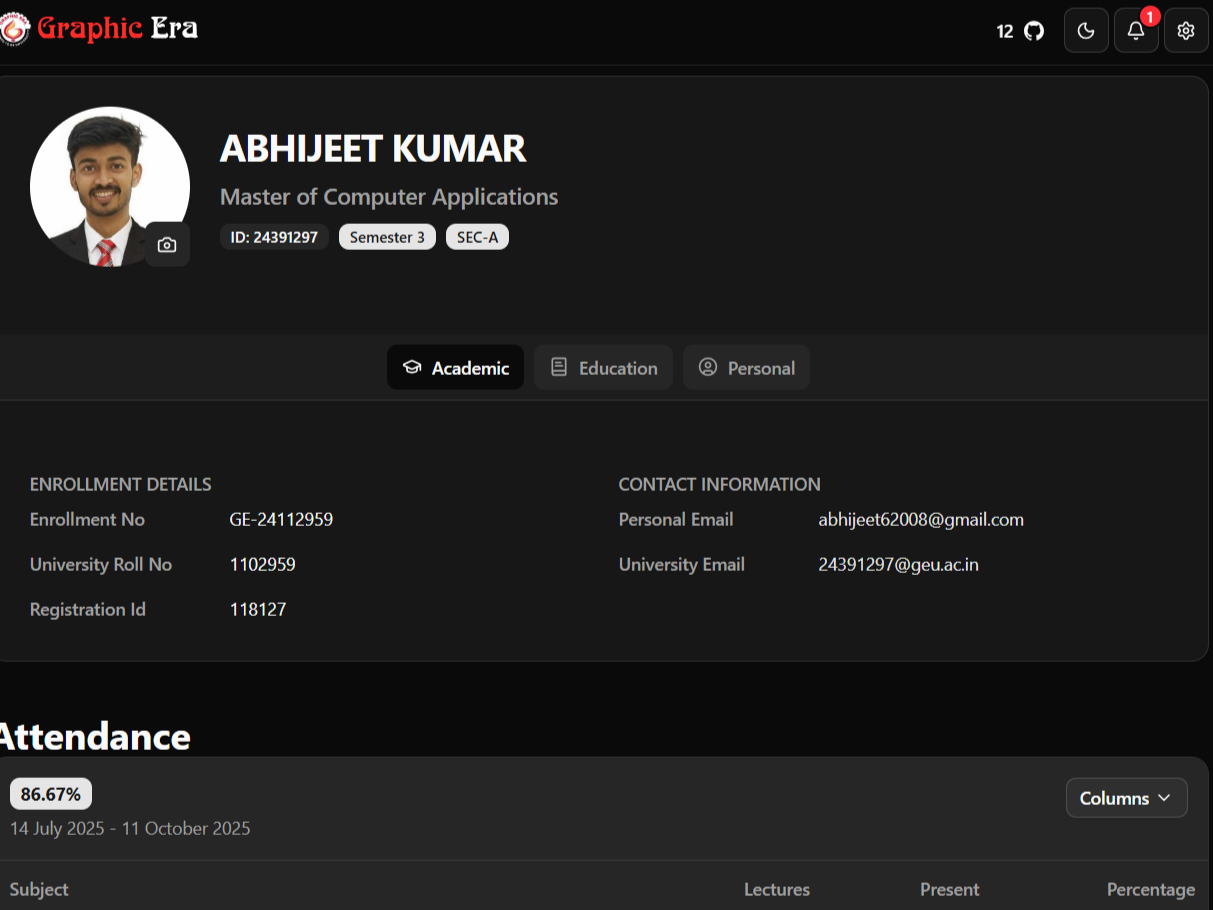 Graphic Era
12
1
ABHIJEET KUMAR
Master of Computer Applications
ID: 24391297 Semester 3 SEC-A
Academic Education Personal
ENROLLMENT DETAILS
Enrollment No GE-24112959
University Roll No 1102959
Registration Id 118127
CONTACT INFORMATION
Personal Email abhijeet62008@gmail.com
University Email 24391297@geu.ac.in
Attendance
86.67%
Columns
14 July 2025 - 11 October 2025
Subject Lectures Present Percentage